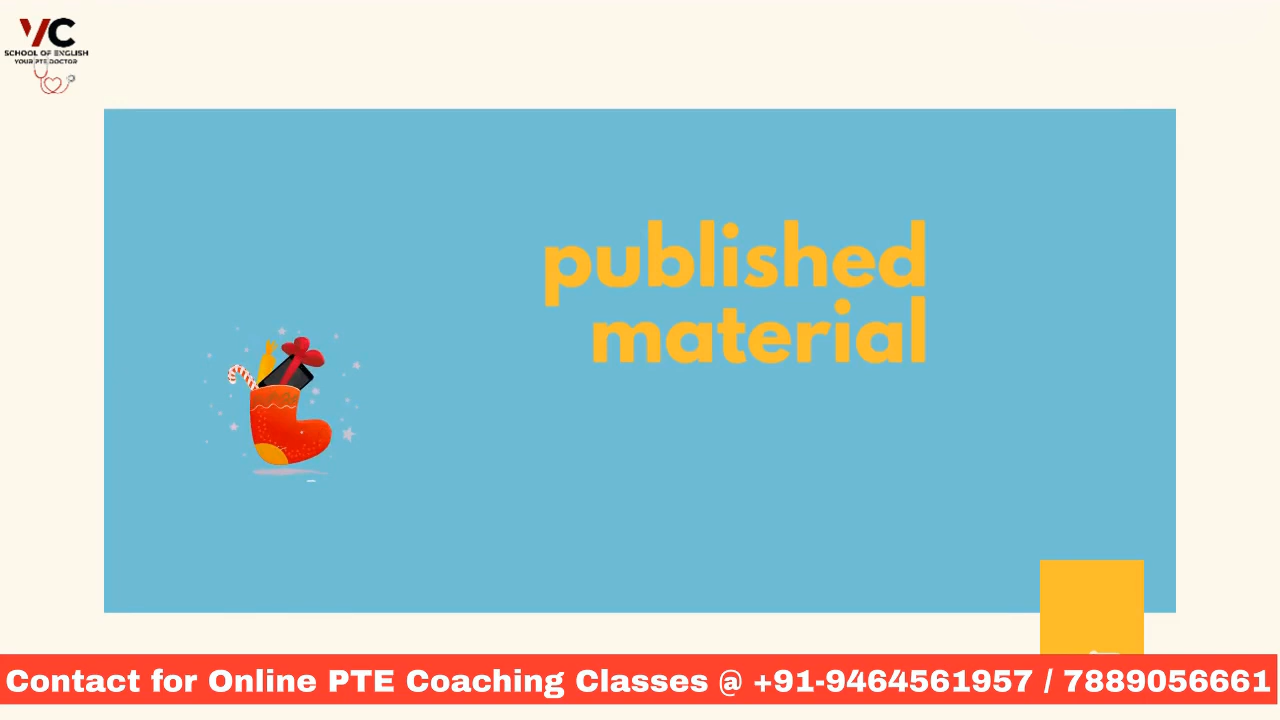 VC
SCHOOL OF ENGLISH
YOUR PTE DOCTOR
published
material
Contact for Online PTE Coaching Classes @ +91-9464561957 / 7889056661